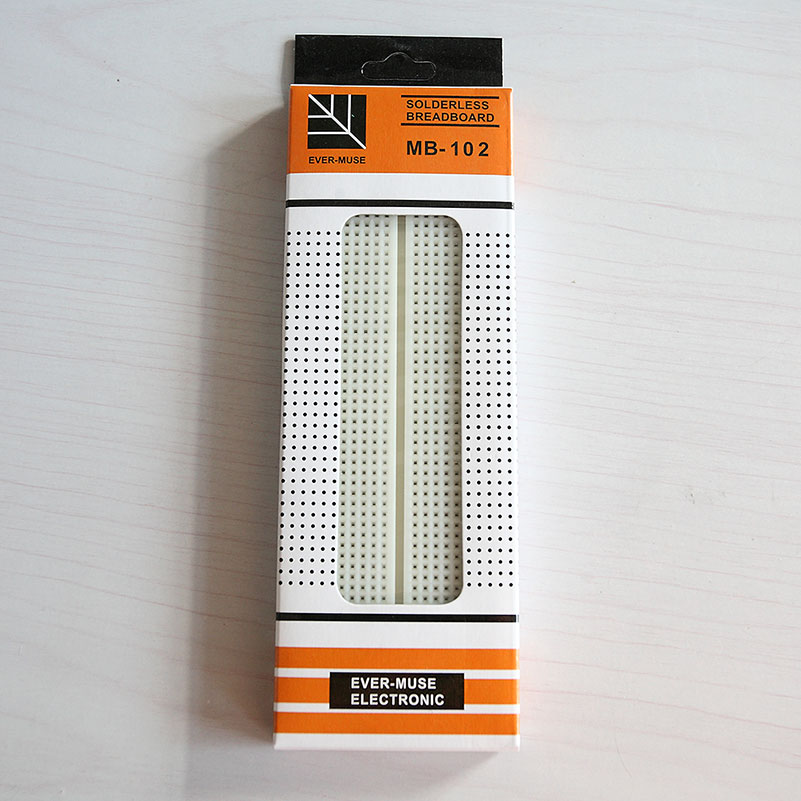 SOLDERLESS
BREADBOARD
MB-102
EVER-MUSE
EVER-MUSE
ELECTRONIC